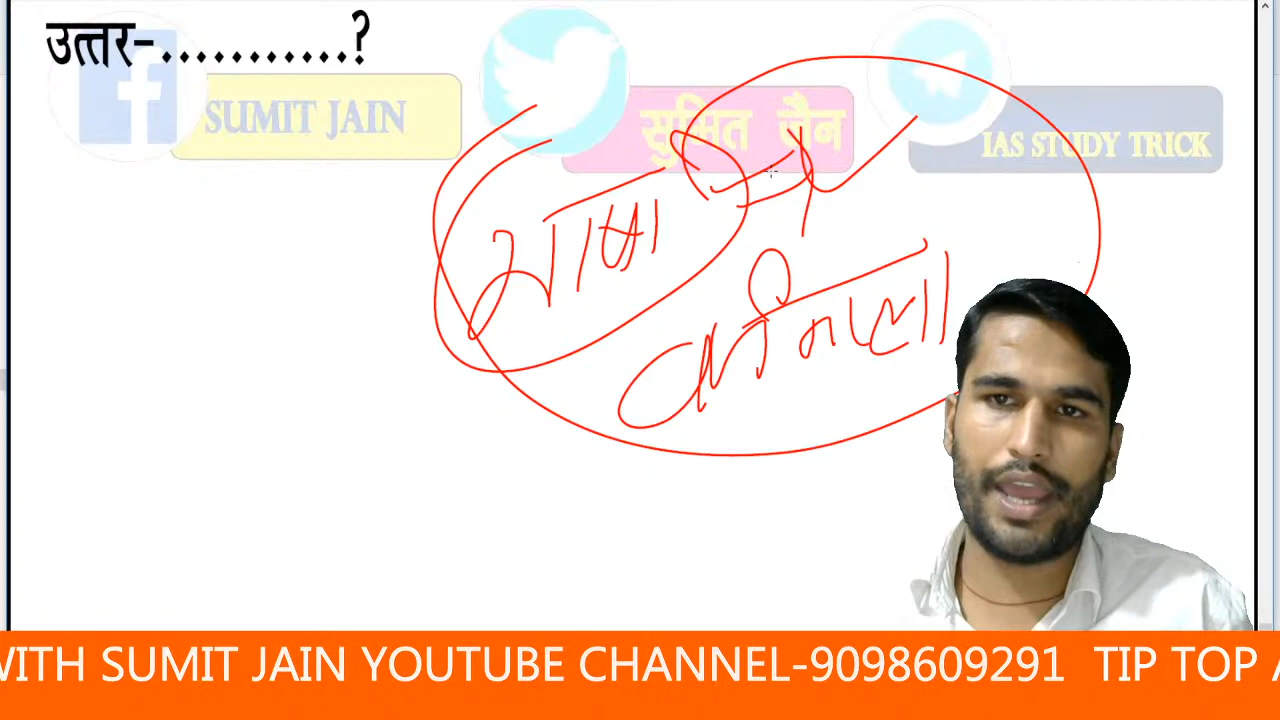 उत्तर-............?
SUMIT JAIN
सुमित जैन
IAS STUDY TRICK
भाषा
WITH SUMIT JAIN YOUTUBE CHANNEL-9098609291 TIP TOP